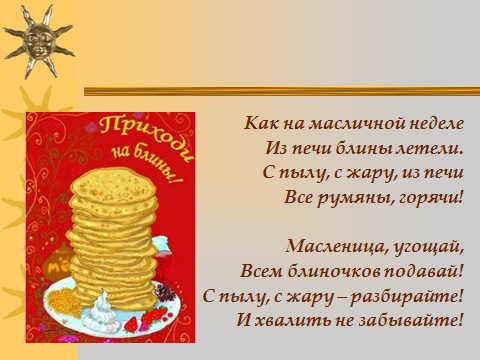 Приходи
на блины!
Как на масличной неделе
Из печи блины летели.
С пылу, с жару, из печи
Все румяны, горячи!
Масленица, угощай,
Всем блиночков подавай!
С пылу, с жару – разбирайте!
И хвалить не забывайте!